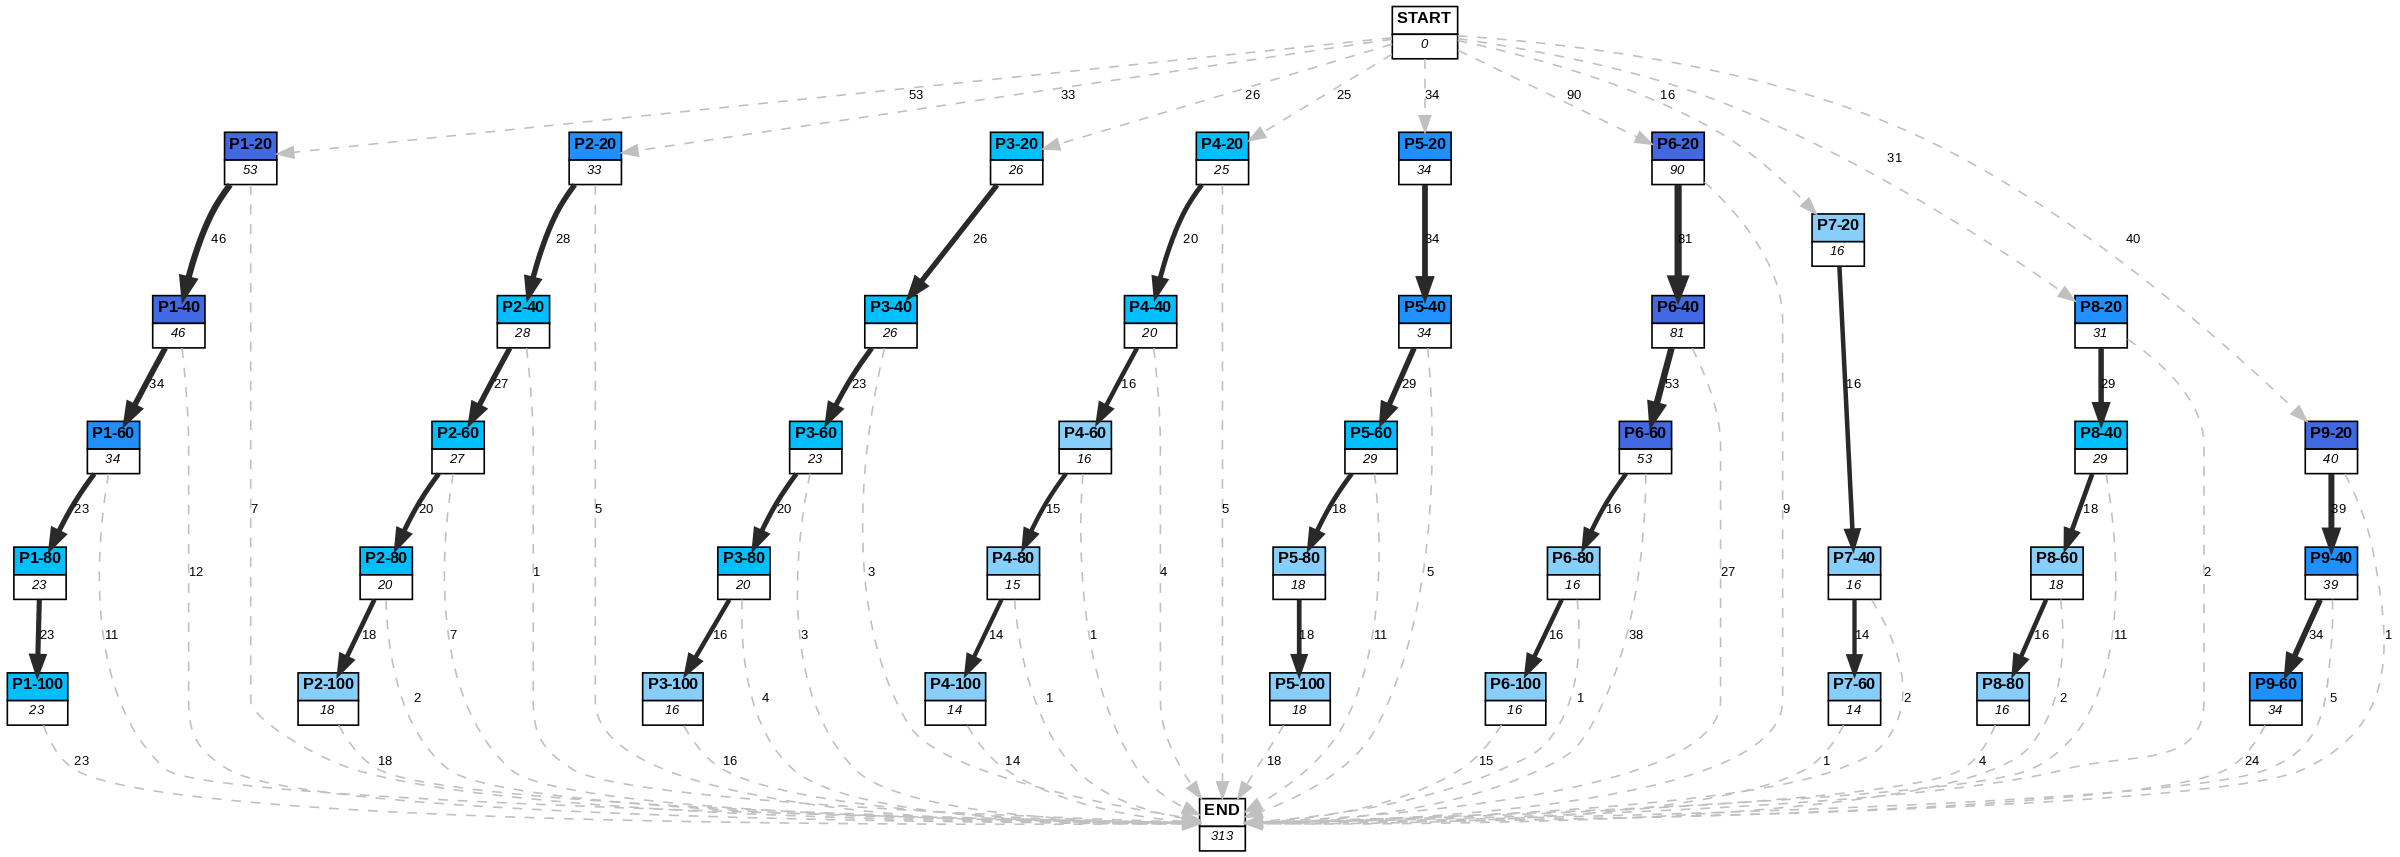 START
0
53
33
26
25
34
90
16
31
40
P1-20
53
P2-20
33
P3-20
26
P4-20
25
P5-20
34
P6-20
90
P7-20
16
46
28
26
20
34
81
40
P1-40
46
P2-40
28
P3-40
26
P4-40
20
P5-40
34
P6-40
81
P8-20
31
34
27
23
16
29
53
16
29
P1-60
34
P2-60
27
P3-60
23
P4-60
16
P5-60
29
P6-60
53
P8-40
29
P9-20
40
23
7
20
5
20
15
5
18
16
9
18
39
P1-80
23
12
P2-80
20
1
P3-80
20
3
P4-80
15
4
P5-80
18
5
P6-80
16
27
P7-40
16
P8-60
18
2
P9-40
39
23
11
18
7
16
3
14
1
18
11
16
38
14
16
11
34
1
P1-100
23
P2-100
18
2
P3-100
16
4
P4-100
14
1
P5-100
18
P6-100
16
1
P7-60
14
2
P8-80
16
2
P9-60
34
5
23
18
16
14
18
15
1
4
24
END
313